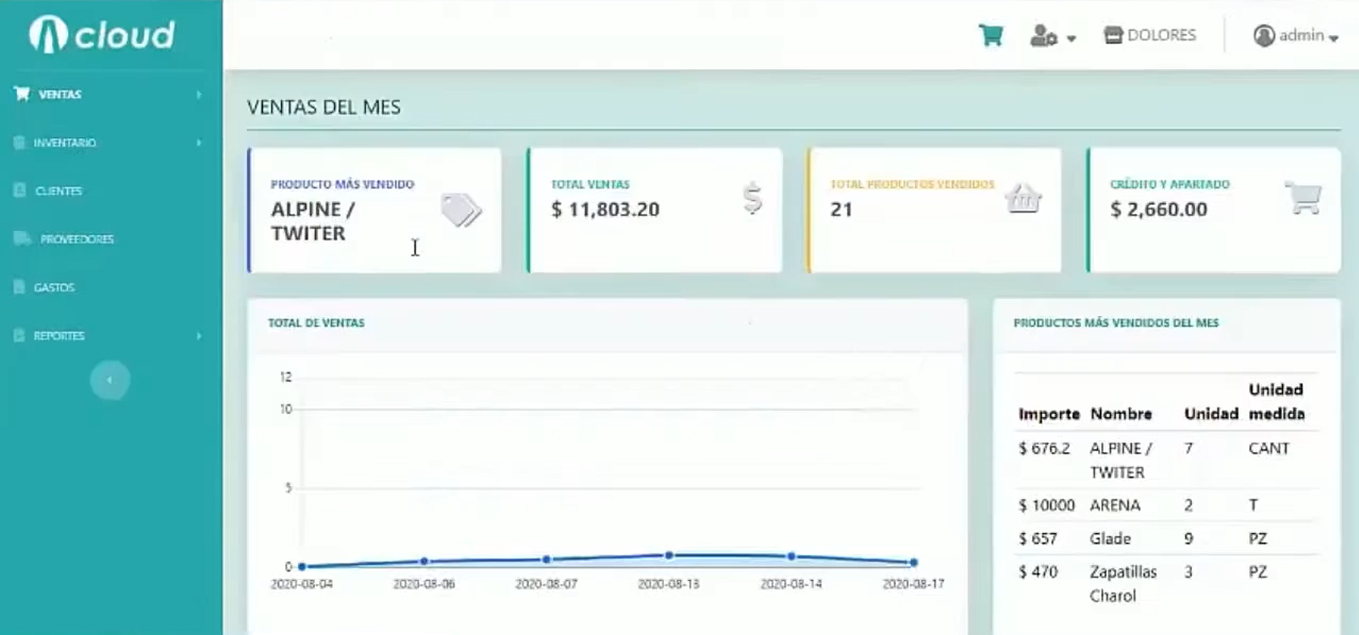 cloud
DOLORES
admin
VENTAS
INVENTARIO
CLIENTES
PROVEEDORES
GASTOS
REPORTES
VENTAS DEL MES
PRODUCTO MÁS VENDIDO
ALPINE /
TWITER
TOTAL VENTAS
$ 11,803.20
TOTAL PRODUCTOS VENDIDOS
21
CRÉDITO Y APARTADO
$ 2,660.00
TOTAL DE VENTAS
12
10
5
0
2020-08-04 2020-08-06 2020-08-07 2020-08-13 2020-08-14 2020-08-17
PRODUCTOS MÁS VENDIDOS DEL MES
Importe Nombre Unidad Unidad medida
$ 676.2 ALPINE / TWITER 7 CANT
$ 10000 ARENA 2 T
$ 657 Glade 9 PZ
$ 470 Zapatillas Charol 3 PZ